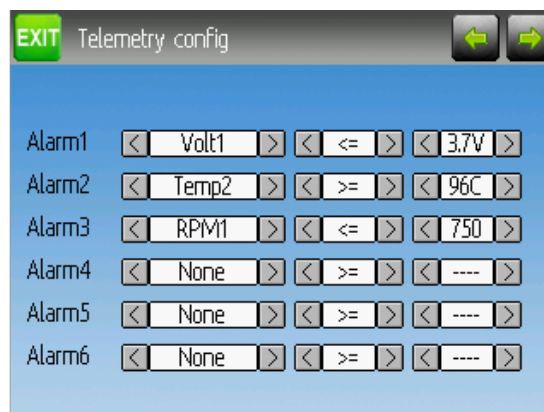 EXIT Telemetry config
Alarm1 < Volt1 > < <= > < 3.7V >
Alarm2 < Temp2 > < >= > < 96C >
Alarm3 < RPM1 > < <= > < 750 >
Alarm4 < None > < >= > < ---- >
Alarm5 < None > < >= > < ---- >
Alarm6 < None > < >= > < ---- >